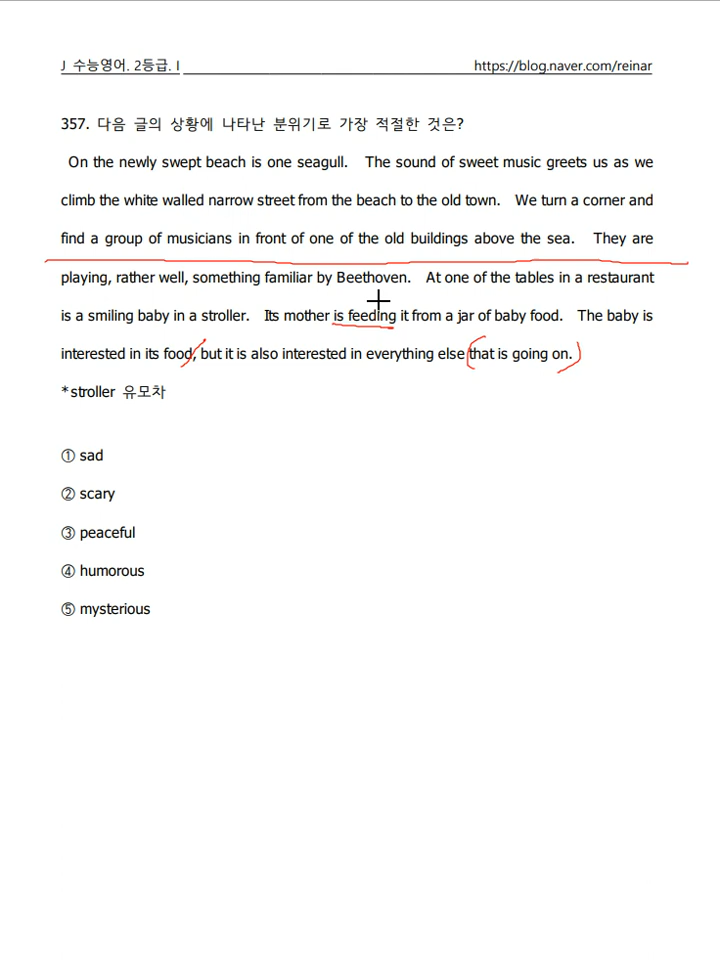 J 수능영어. 2등급. I https://blog.naver.com/reinar
357. 다음 글의 상황에 나타난 분위기로 가장 적절한 것은?
On the newly swept beach is one seagull. The sound of sweet music greets us as we
climb the white walled narrow street from the beach to the old town. We turn a corner and
find a group of musicians in front of one of the old buildings above the sea. They are
playing, rather well, something familiar by Beethoven. At one of the tables in a restaurant
is a smiling baby in a stroller. Its mother is feeding it from a jar of baby food. The baby is
interested in its food, but it is also interested in everything else that is going on.
*stroller 유모차
① sad
② scary
③ peaceful
④ humorous
⑤ mysterious